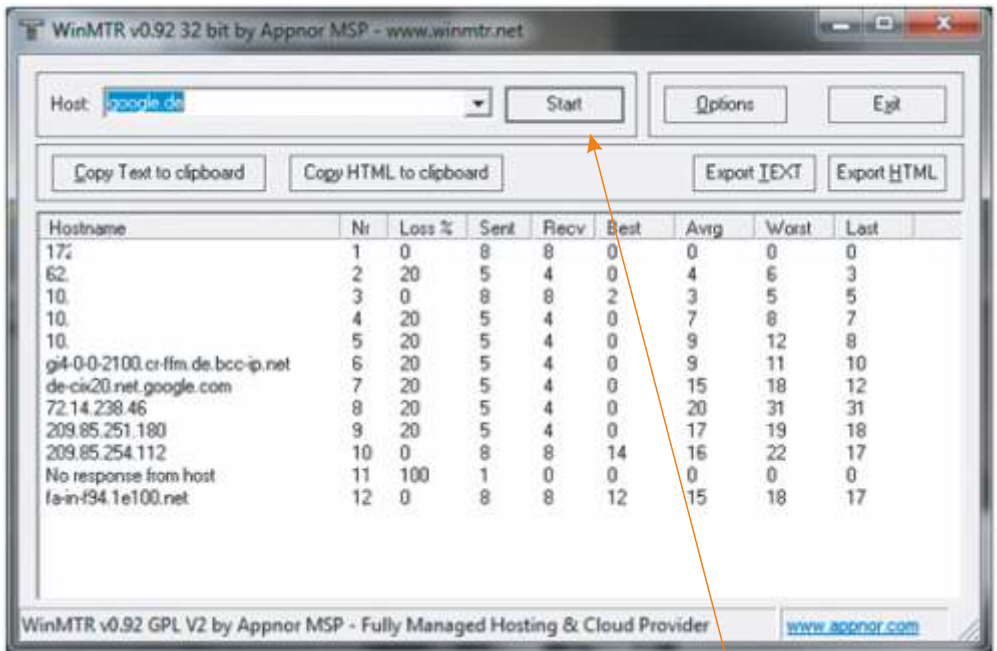 WinMTR v0.92 32 bit by Appnor MSP - www.winmtr.net
Host: google.de Start Options Exit
Copy Text to clipboard Copy HTML to clipboard Export TEXT Export HTML
Hostname Nr Loss % Sent Recv Best Avrg Worst Last
172 1 0 8 8 0 0 0 0
62. 2 20 5 4 0 4 6 3
10. 3 0 8 8 2 3 5 5
10. 4 20 5 4 0 7 8 7
10. 5 20 5 4 0 9 12 8
gi4-0-0-2100.cr-ffm.de.bcc-ip.net 6 20 5 4 0 9 11 10
de-cix20.net.google.com 7 20 5 4 0 15 18 12
72.14.238.46 8 20 5 4 0 20 31 31
209.85.251.180 9 20 5 4 0 17 19 18
209.85.254.112 10 0 8 8 14 16 22 17
No response from host 11 100 1 0 0 0 0 0
fa-in-f94.1e100.net 12 0 8 8 12 15 18 17
WinMTR v0.92 GPL V2 by Appnor MSP - Fully Managed Hosting & Cloud Provider www.appnor.com